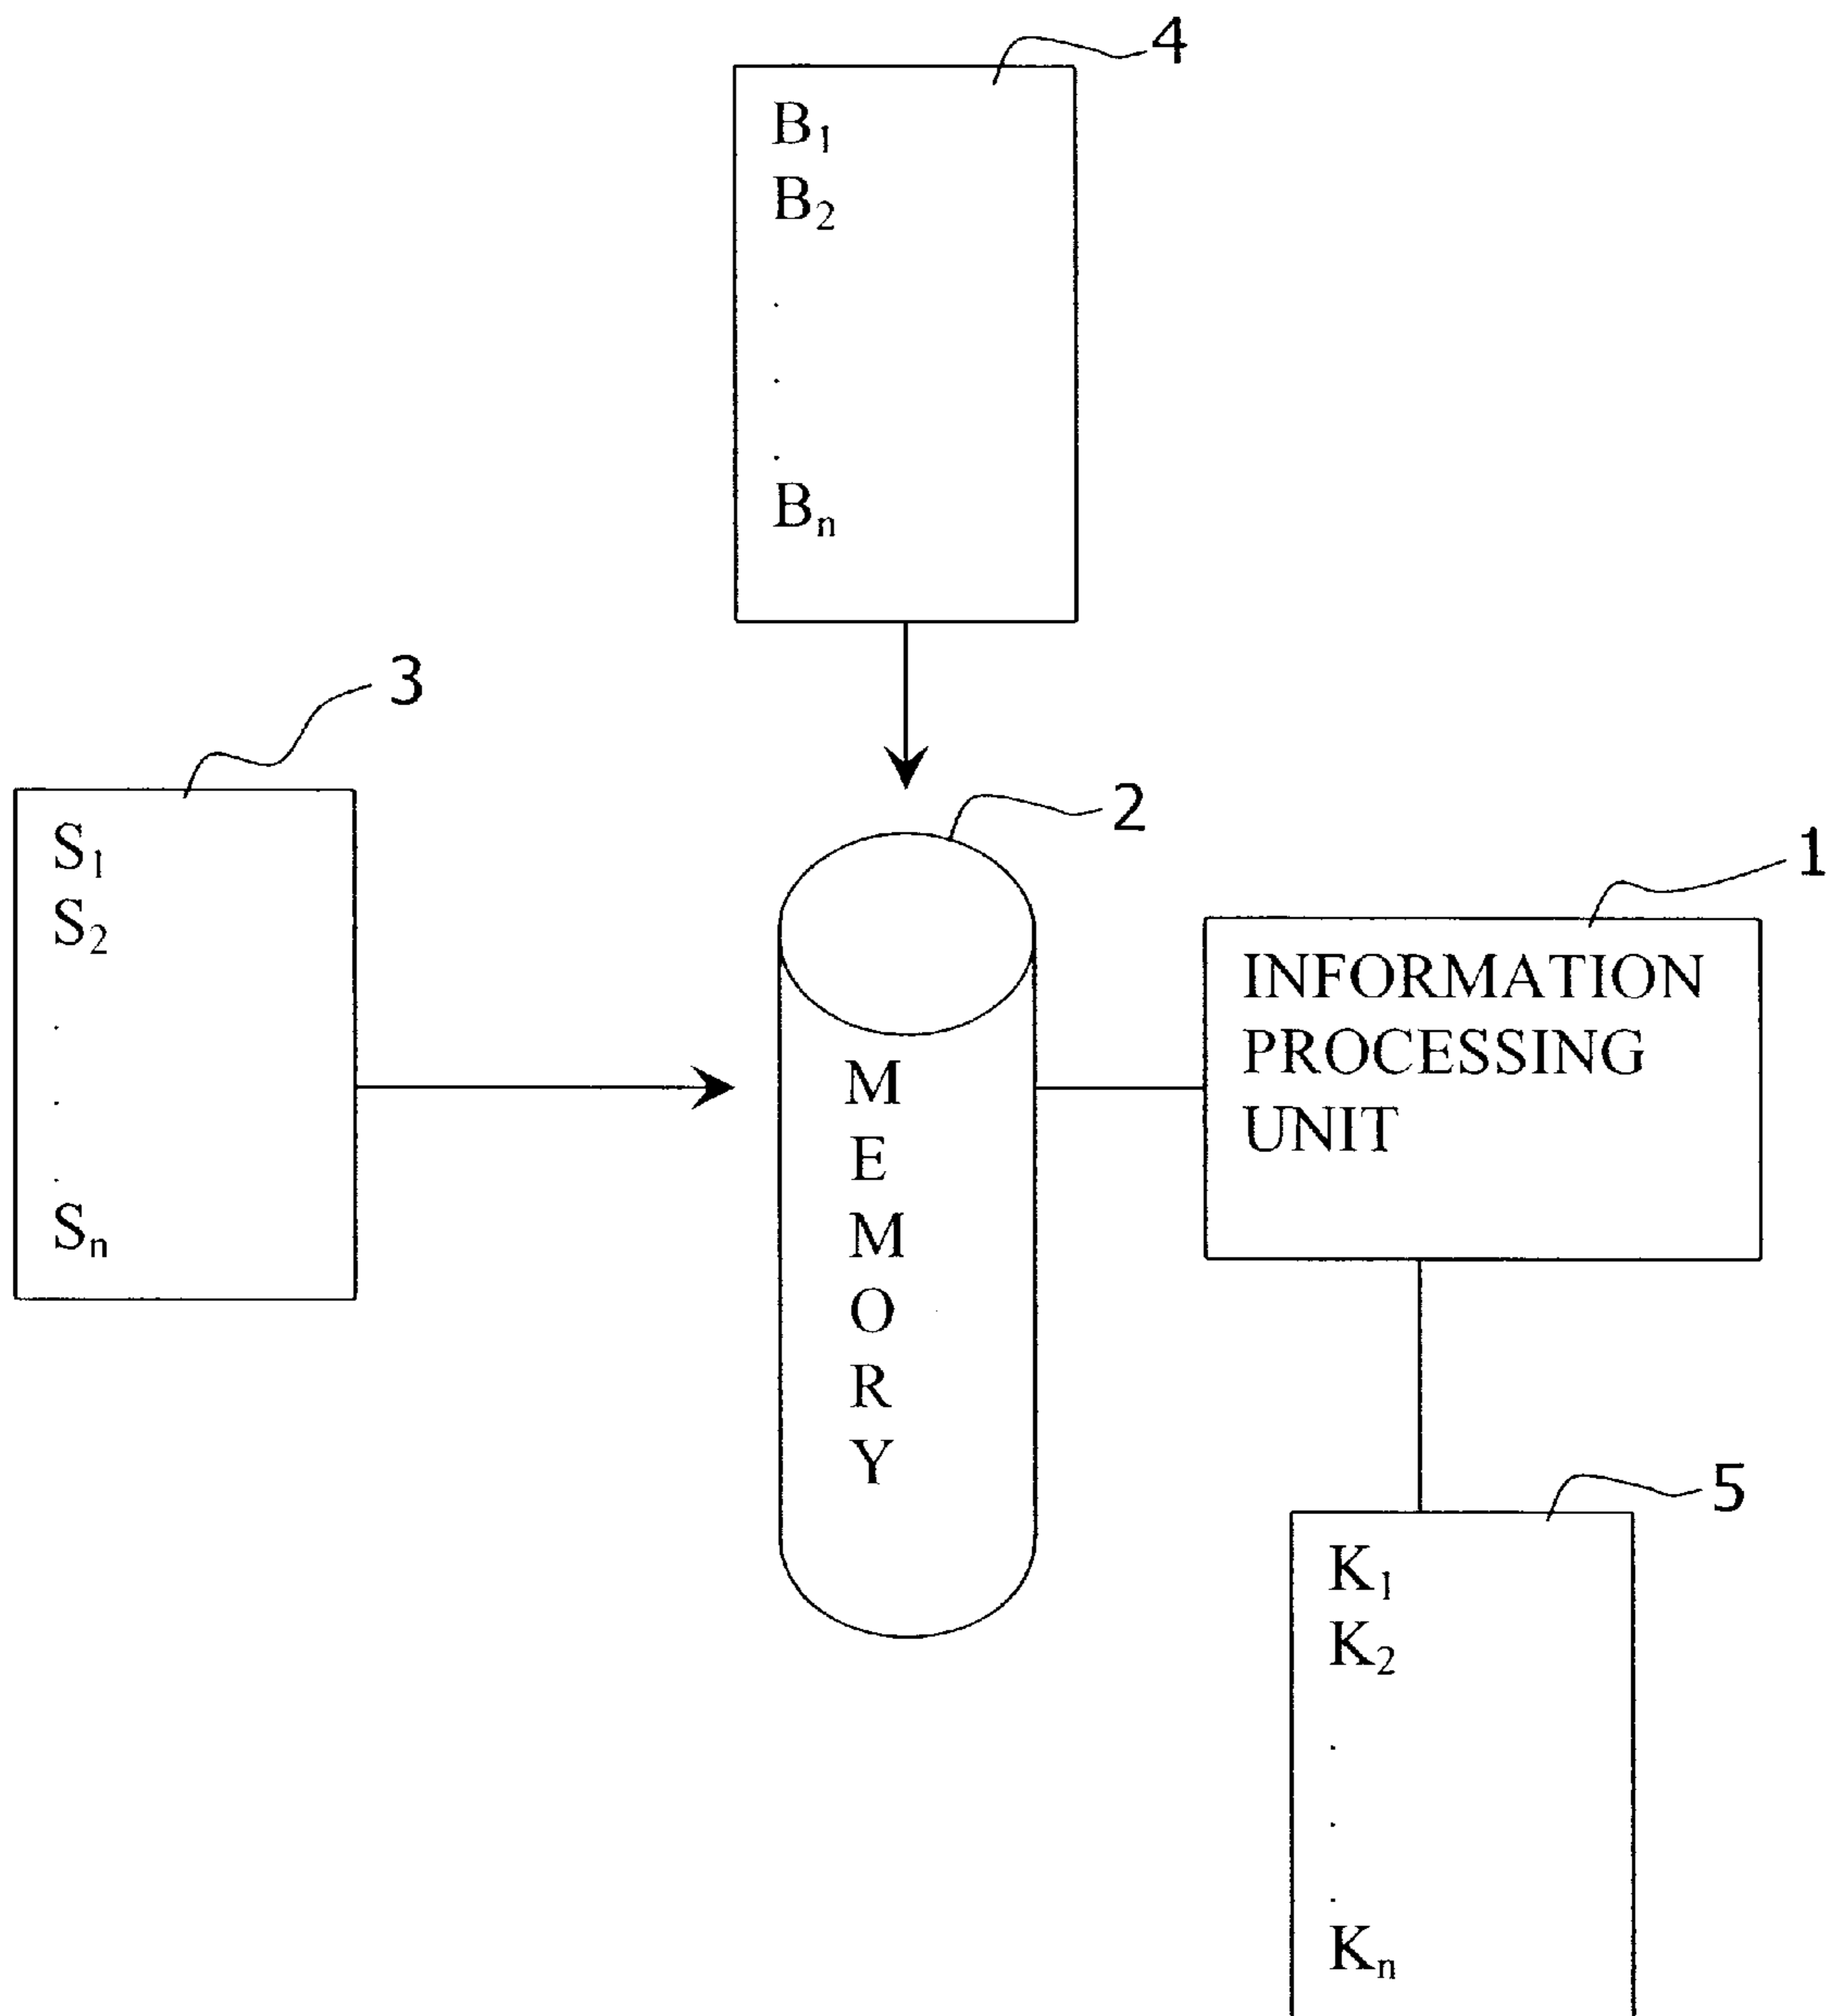 4
B₁
B₂
.
.
.
Bₙ
3
S₁
S₂
.
.
.
Sₙ
2
M
E
M
O
R
Y
1
INFORMATION
PROCESSING
UNIT
5
K₁
K₂
.
.
.
Kₙ